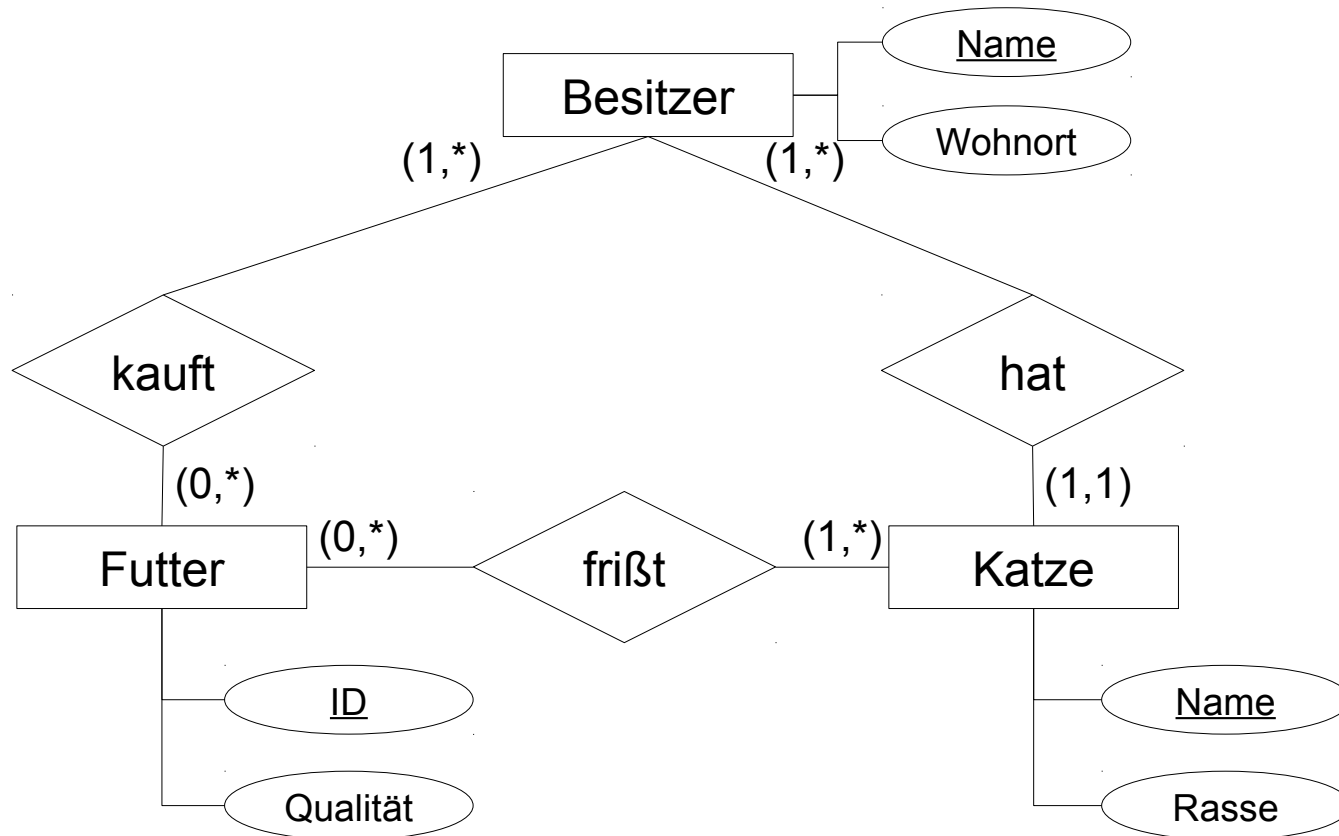 Name
Besitzer
Wohnort
(1,*)
(1,*)
kauft
hat
(0,*)
(1,1)
(0,*)
(1,*)
Futter
frißt
Katze
ID
Name
Qualität
Rasse